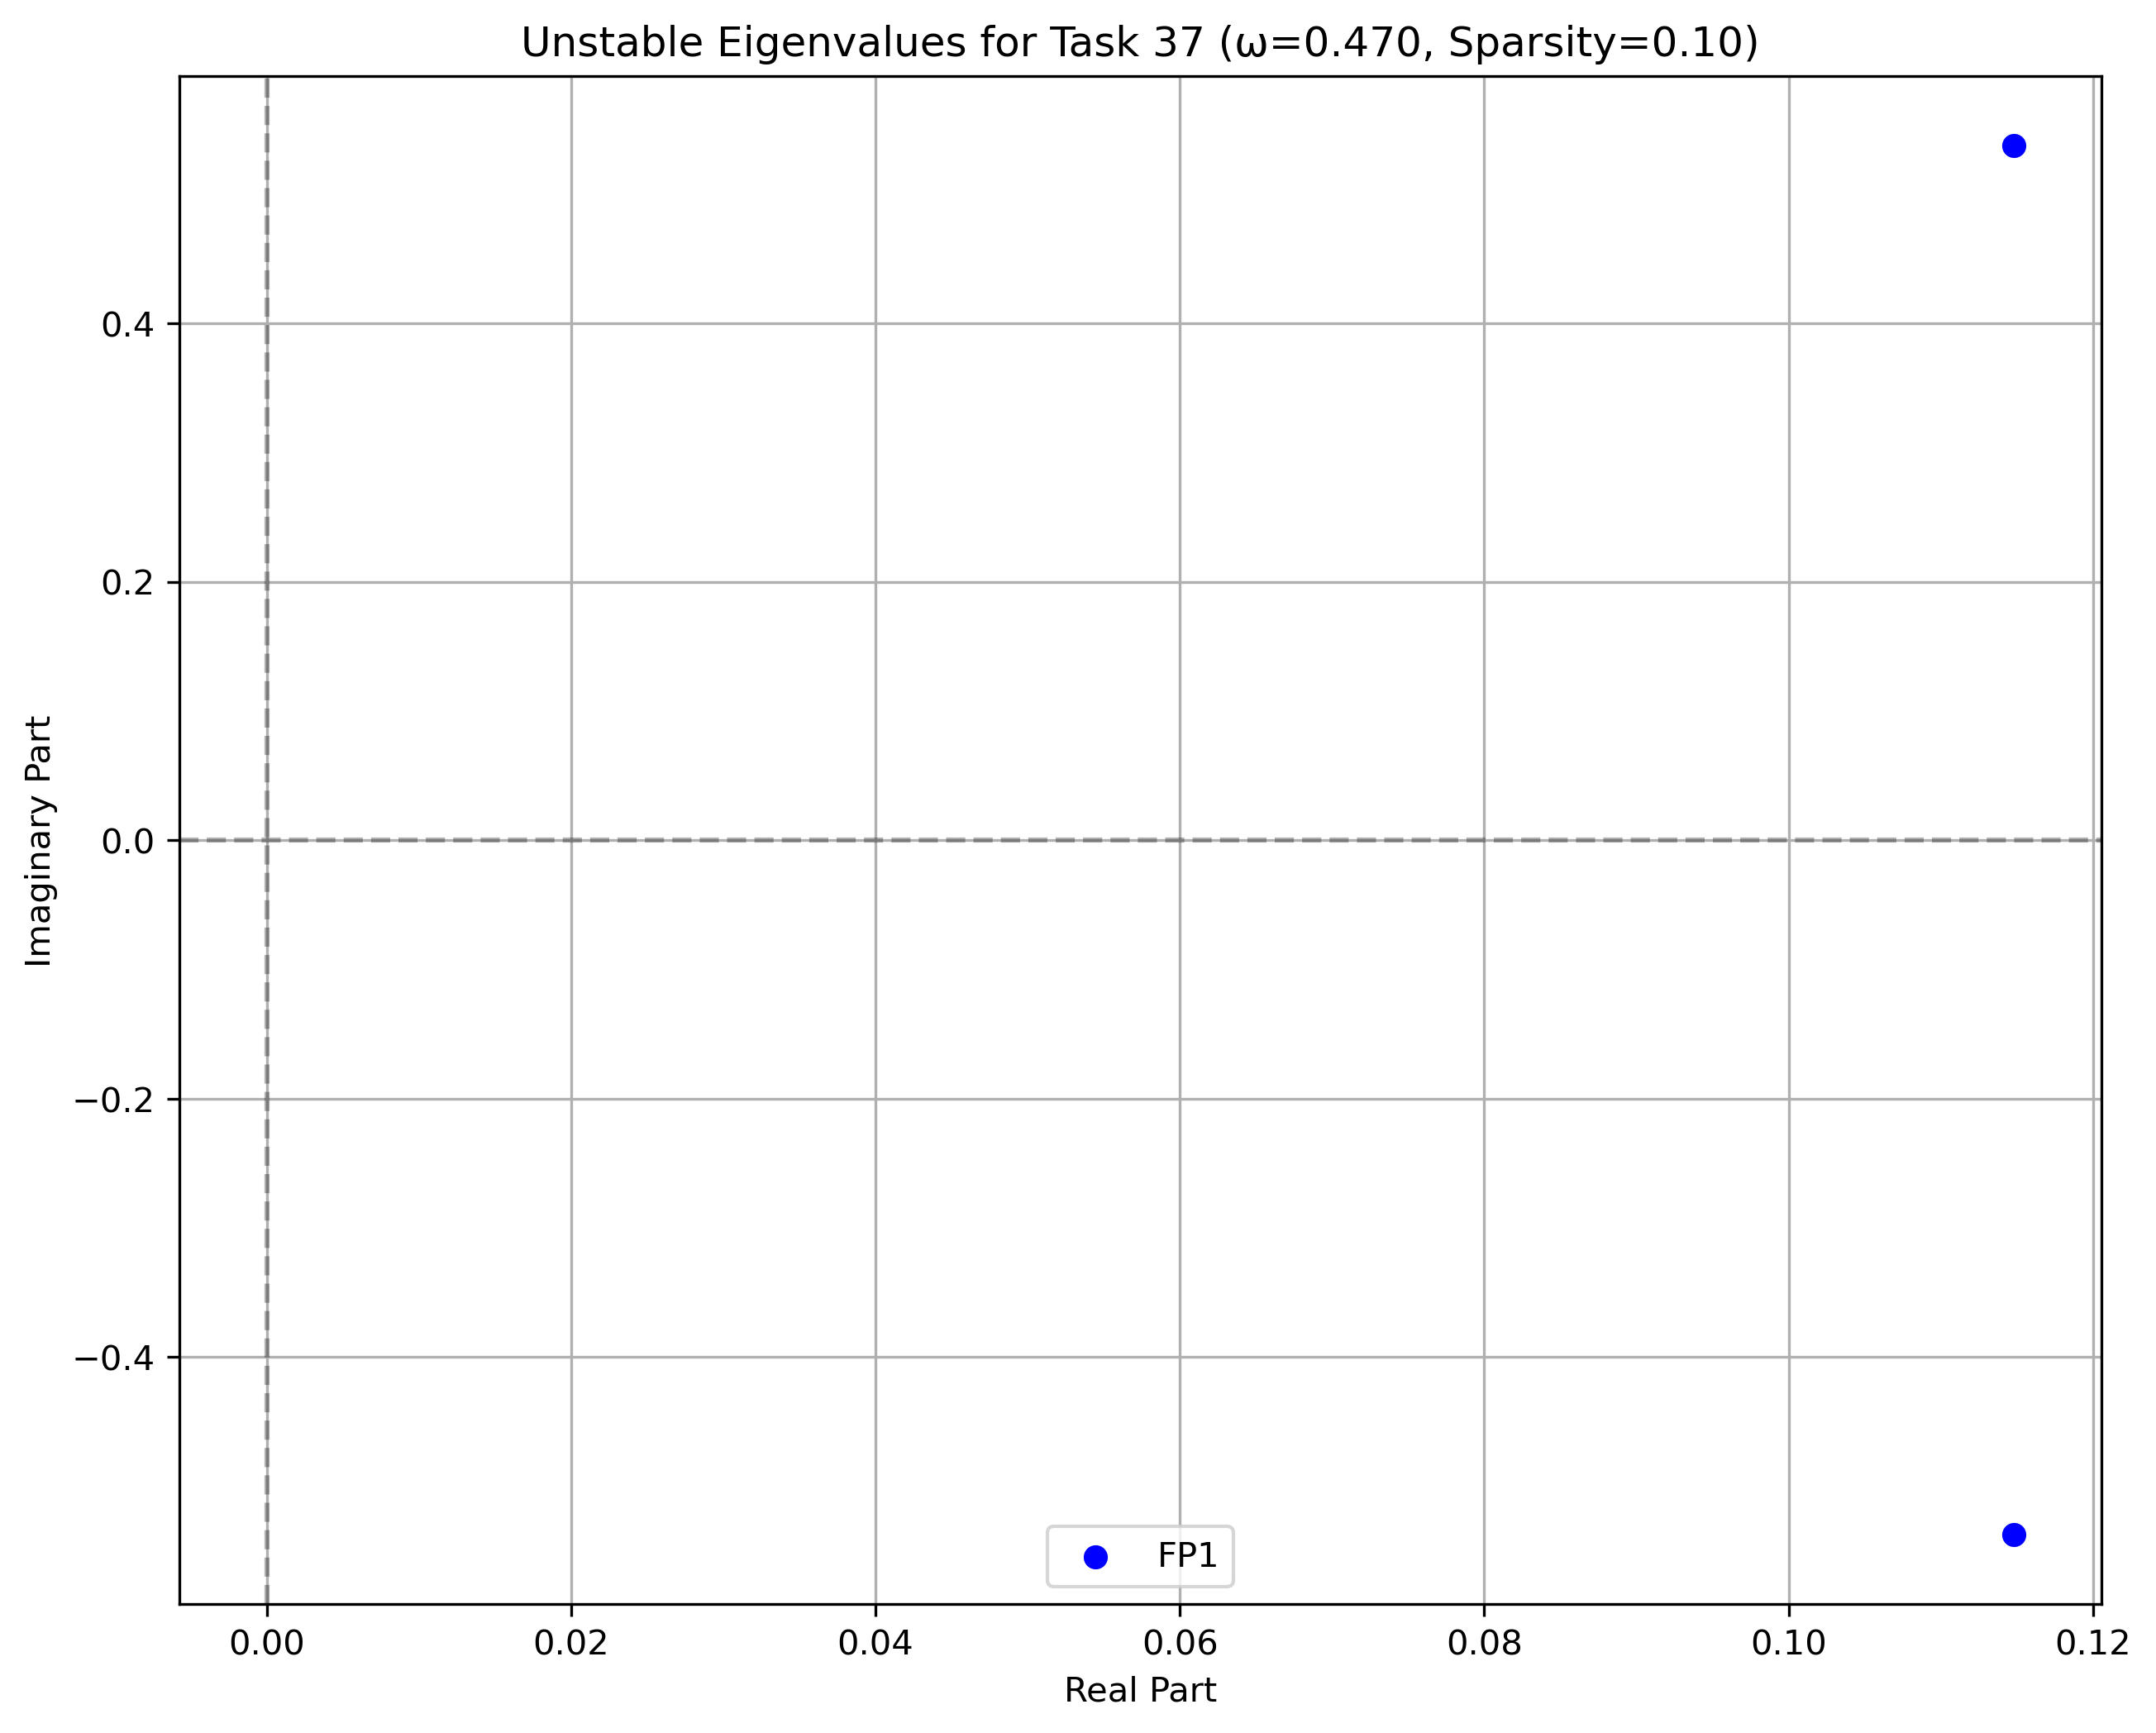 Unstable Eigenvalues for Task 37 (ω=0.470, Sparsity=0.10)
Imaginary Part
0.4
0.2
0.0
−0.2
−0.4
FP1
0.00 0.02 0.04 0.06 0.08 0.10 0.12
Real Part